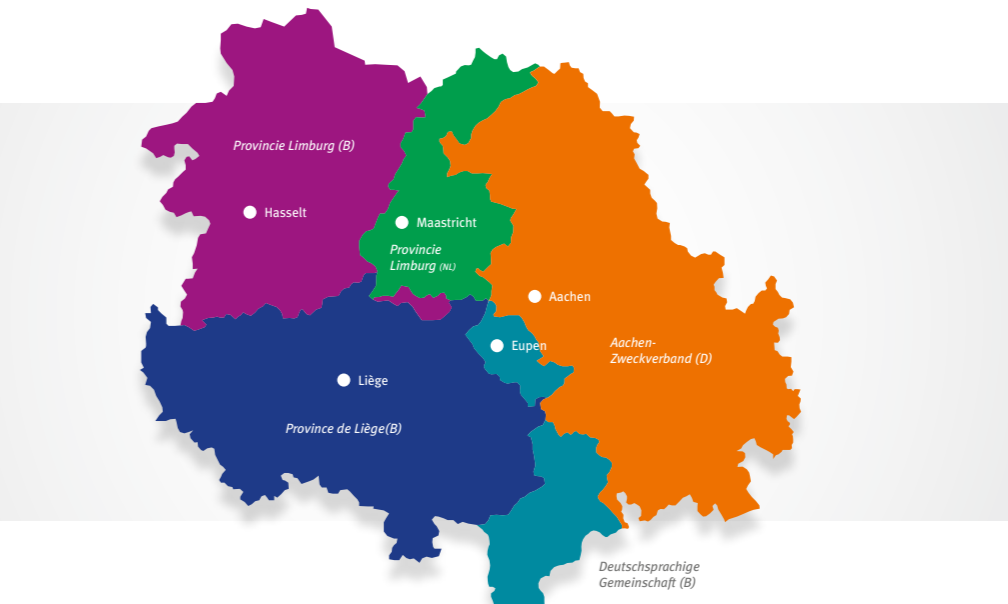 Provincie Limburg (B)
Hasselt
Maastricht
Provincie
Limburg (NL)
Aachen
Eupen
Aachen-
Zweckverband (D)
Liège
Province de Liège(B)
Deutschsprachige
Gemeinschaft (B)